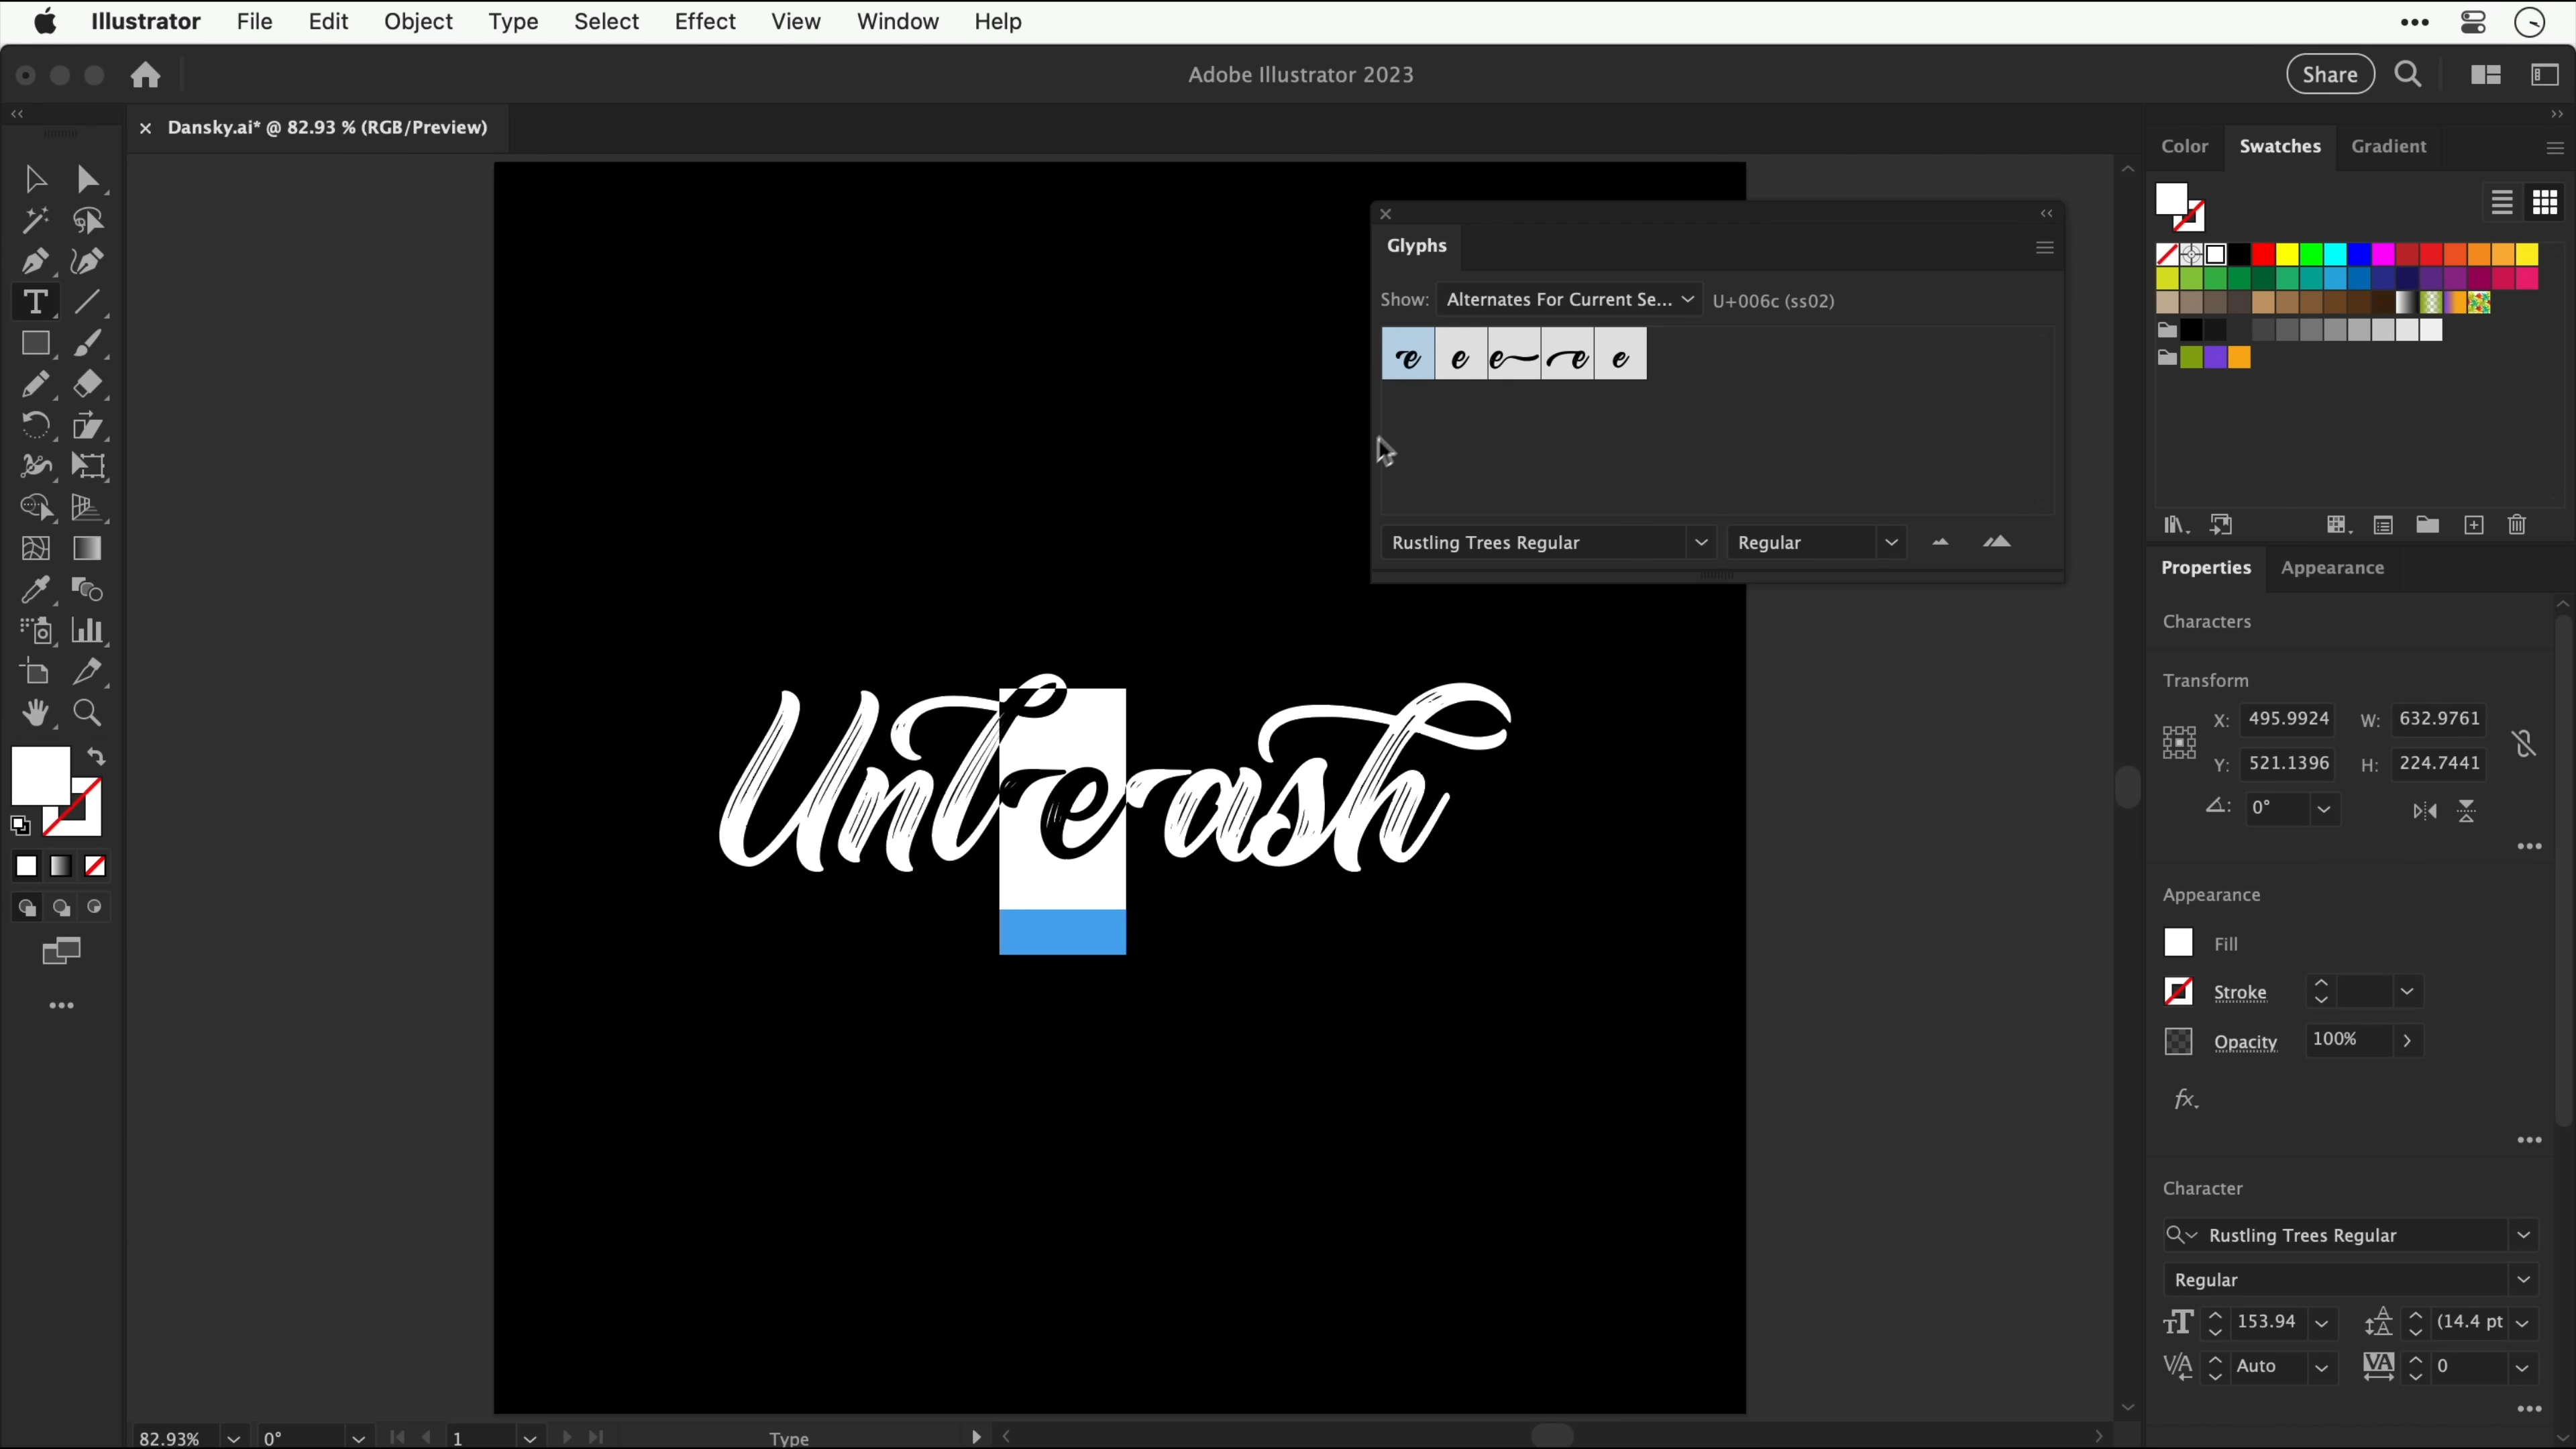 Illustrator File Edit Object Type Select Effect View Window Help
Adobe Illustrator 2023
Share
Dansky.ai* @ 82.93 % (RGB/Preview)
Color Swatches Gradient
Glyphs
Show: Alternates For Current Se... U+006c (ss02)
e e e e e
Rustling Trees Regular Regular
Unleash
Properties Appearance
Characters
Transform
X: 495.9924 W: 632.9761
Y: 521.1396 H: 224.7441
0°
Appearance
Fill
Stroke
Opacity 100%
fx.
Character
Rustling Trees Regular
Regular
153.94 (14.4 pt
Auto 0
82.93% 0° 1 Type